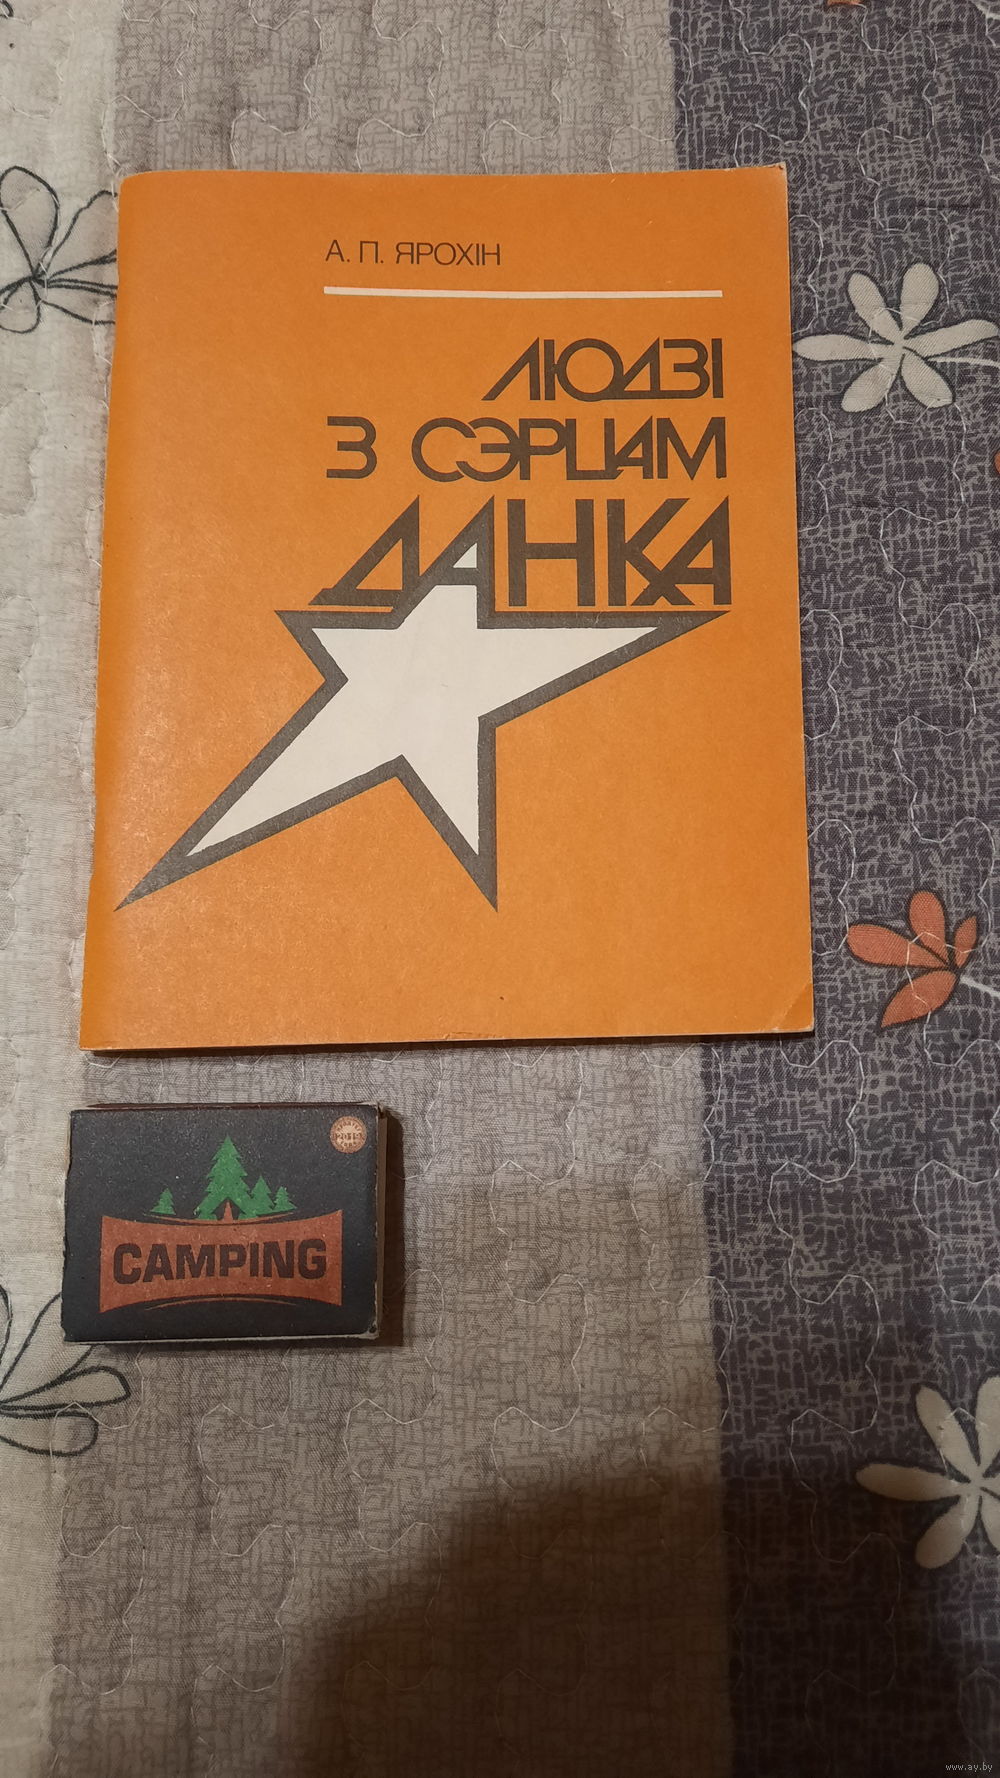 А. П. ЯРОХІН
ЛЮДЗІ
З СЭРЦАМ
ДАНКА
CAMPING
www.ay.by